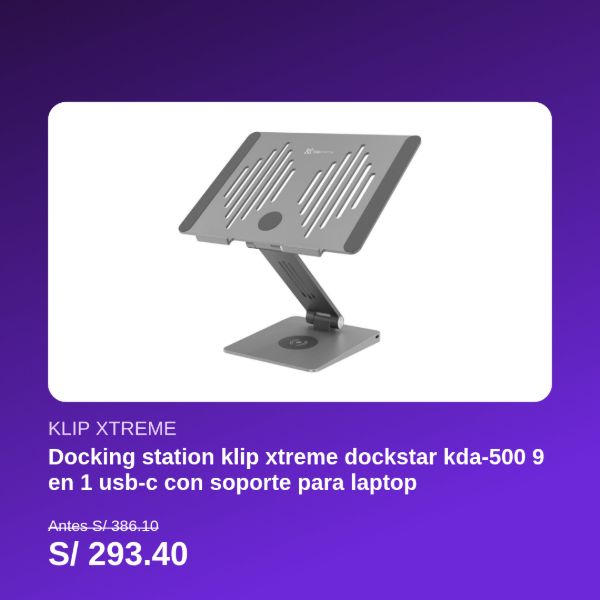 KLIP XTREME
Docking station klip xtreme dockstar kda-500 9
en 1 usb-c con soporte para laptop
Antes S/ 386.10
S/ 293.40